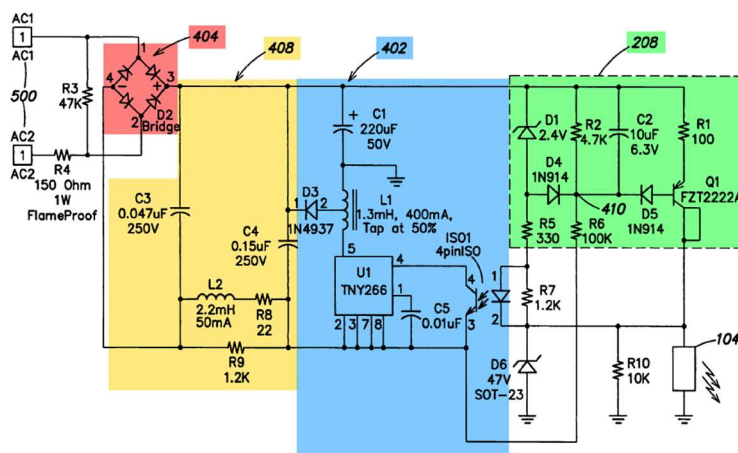 AC1
1
AC1
500
AC2
1
AC2
R3
47K
R4
150 Ohm
1W
FlameProof
404
1
4
3
2
D2
Bridge
408
C3
0.047uF
250V
C4
0.15uF
250V
L2
2.2mH
50mA
R8
22
R9
1.2K
402
+
C1
220uF
50V
D3
1
2
1N4937
L1
1.3mH, 400mA,
Tap at 50%
5
U1
TNY266
4
1
2 3 7 8
C5
0.01uF
ISO1
4pinISO
4
3
1
2
208
D1
2.4V
R2
4.7K
C2
10uF
6.3V
R1
100
D4
1N914
410
D5
1N914
Q1
FZT2222A
R5
330
R6
100K
R7
1.2K
D6
47V
SOT-23
R10
10K
104